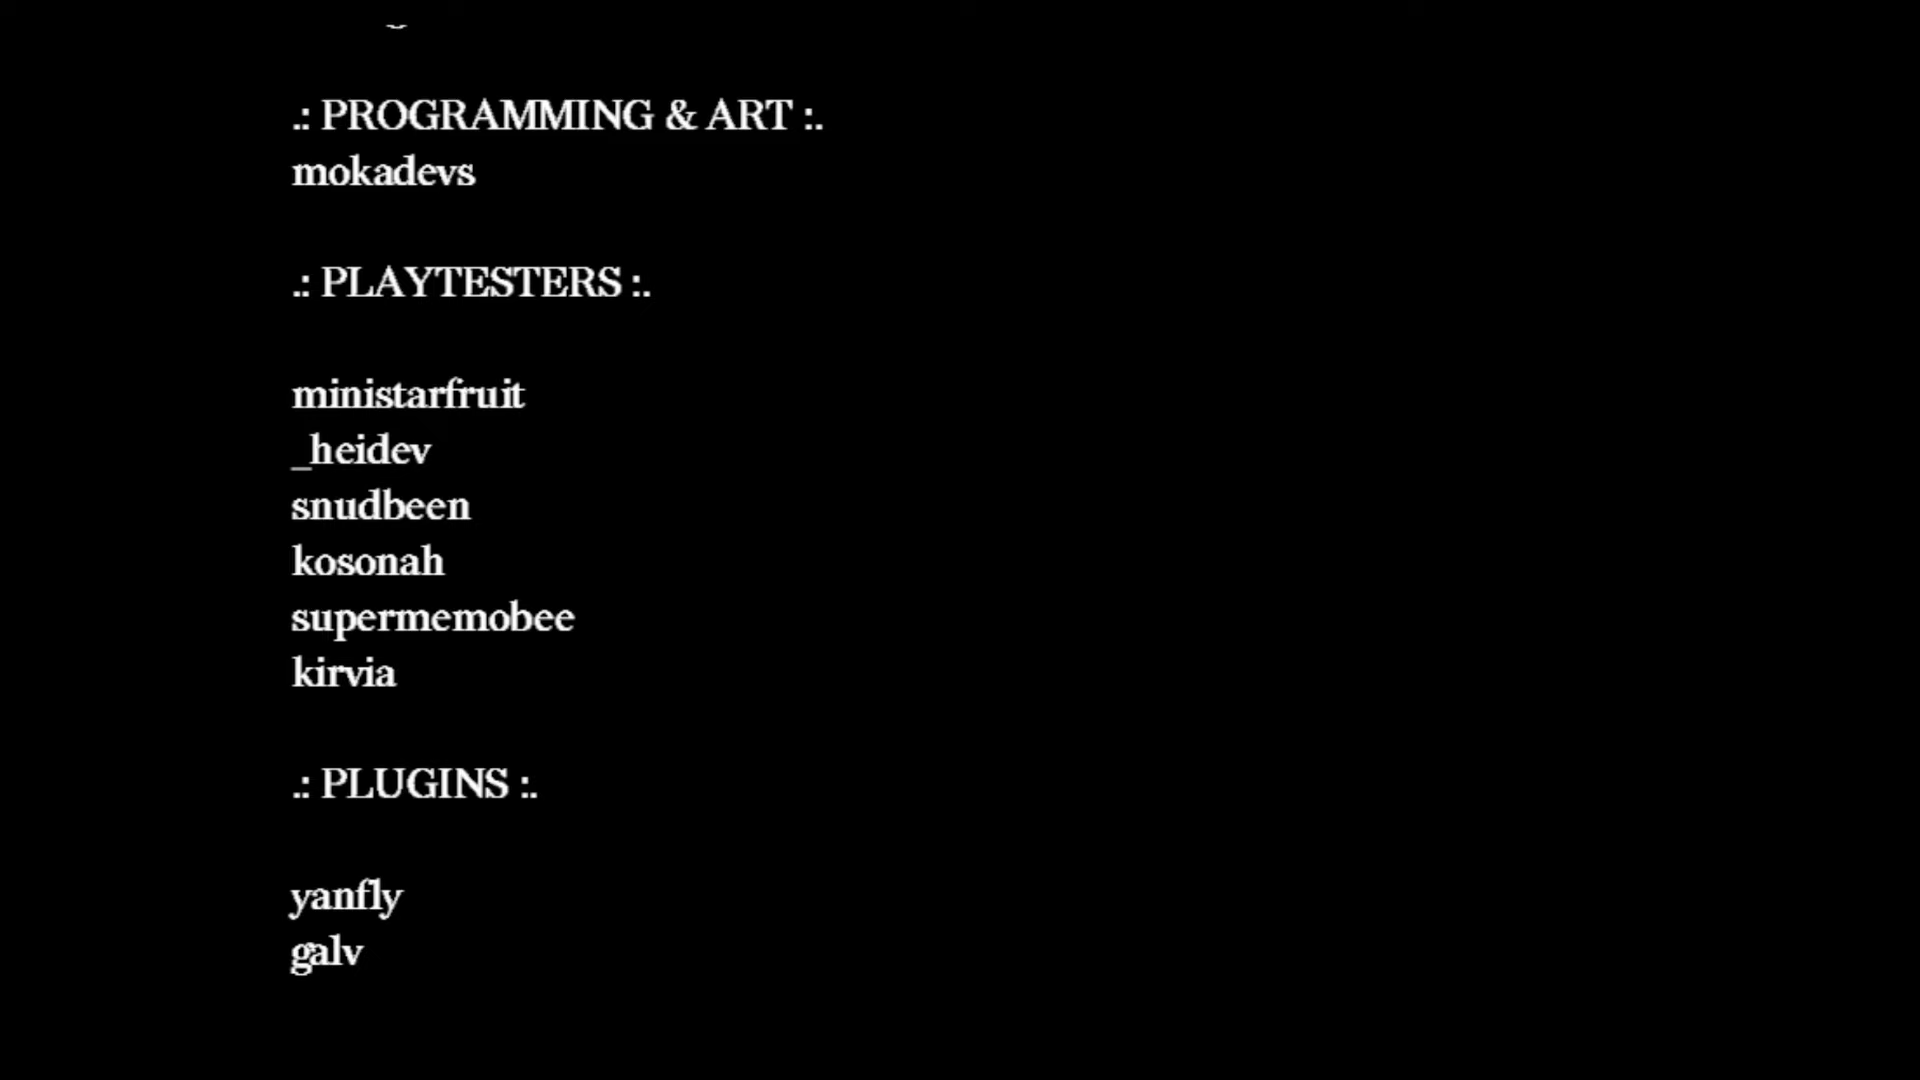 .: PROGRAMMING & ART :.
mokadevs
.: PLAYTESTERS :.
ministarfruit
_heidev
snudbeen
kosonah
supermemobee
kirvia
.: PLUGINS :.
yanfly
galv